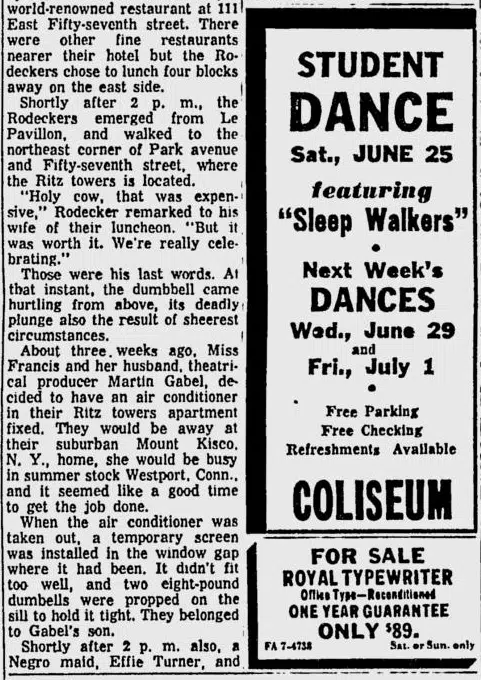 world-renowned restaurant at 111
East Fifty-seventh street. There
were other fine restaurants
nearer their hotel but the Ro-
deckers chose to lunch four blocks
away on the east side.
Shortly after 2 p. m., the
Rodeckers emerged from Le
Pavillon, and walked to the
northeast corner of Park avenue
and Fifty-seventh street, where
the Ritz towers is located.
"Holy cow, that was expen-
sive," Rodecker remarked to his
wife of their luncheon. "But it
was worth it. We're really cele-
brating."
Those were his last words. At
that instant, the dumbbell came
hurtling from above, its deadly
plunge also the result of sheerest
circumstances.
About three weeks ago, Miss
Francis and her husband, theatri-
cal producer Martin Gabel, de-
cided to have an air conditioner
in their Ritz towers apartment
fixed. They would be away at
their suburban Mount Kisco,
N. Y., home, she would be busy
in summer stock Westport, Conn.,
and it seemed like a good time
to get the job done.
When the air conditioner was
taken out, a temporary screen
was installed in the window gap
where it had been. It didn't fit
too well, and two eight-pound
dumbells were propped on the
sill to hold it tight. They belonged
to Gabel's son.
Shortly after 2 p. m. also, a
Negro maid, Effie Turner, and
STUDENT
DANCE
Sat., JUNE 25
featuring
"Sleep Walkers"
•
Next Week's
DANCES
Wed., June 29
and
Fri., July 1
•
Free Parking
Free Checking
Refreshments Available
COLISEUM
FOR SALE
ROYAL TYPEWRITER
Office Type—Reconditioned
ONE YEAR GUARANTEE
ONLY $89.
FA 7-4738 Sat. or Sun. only